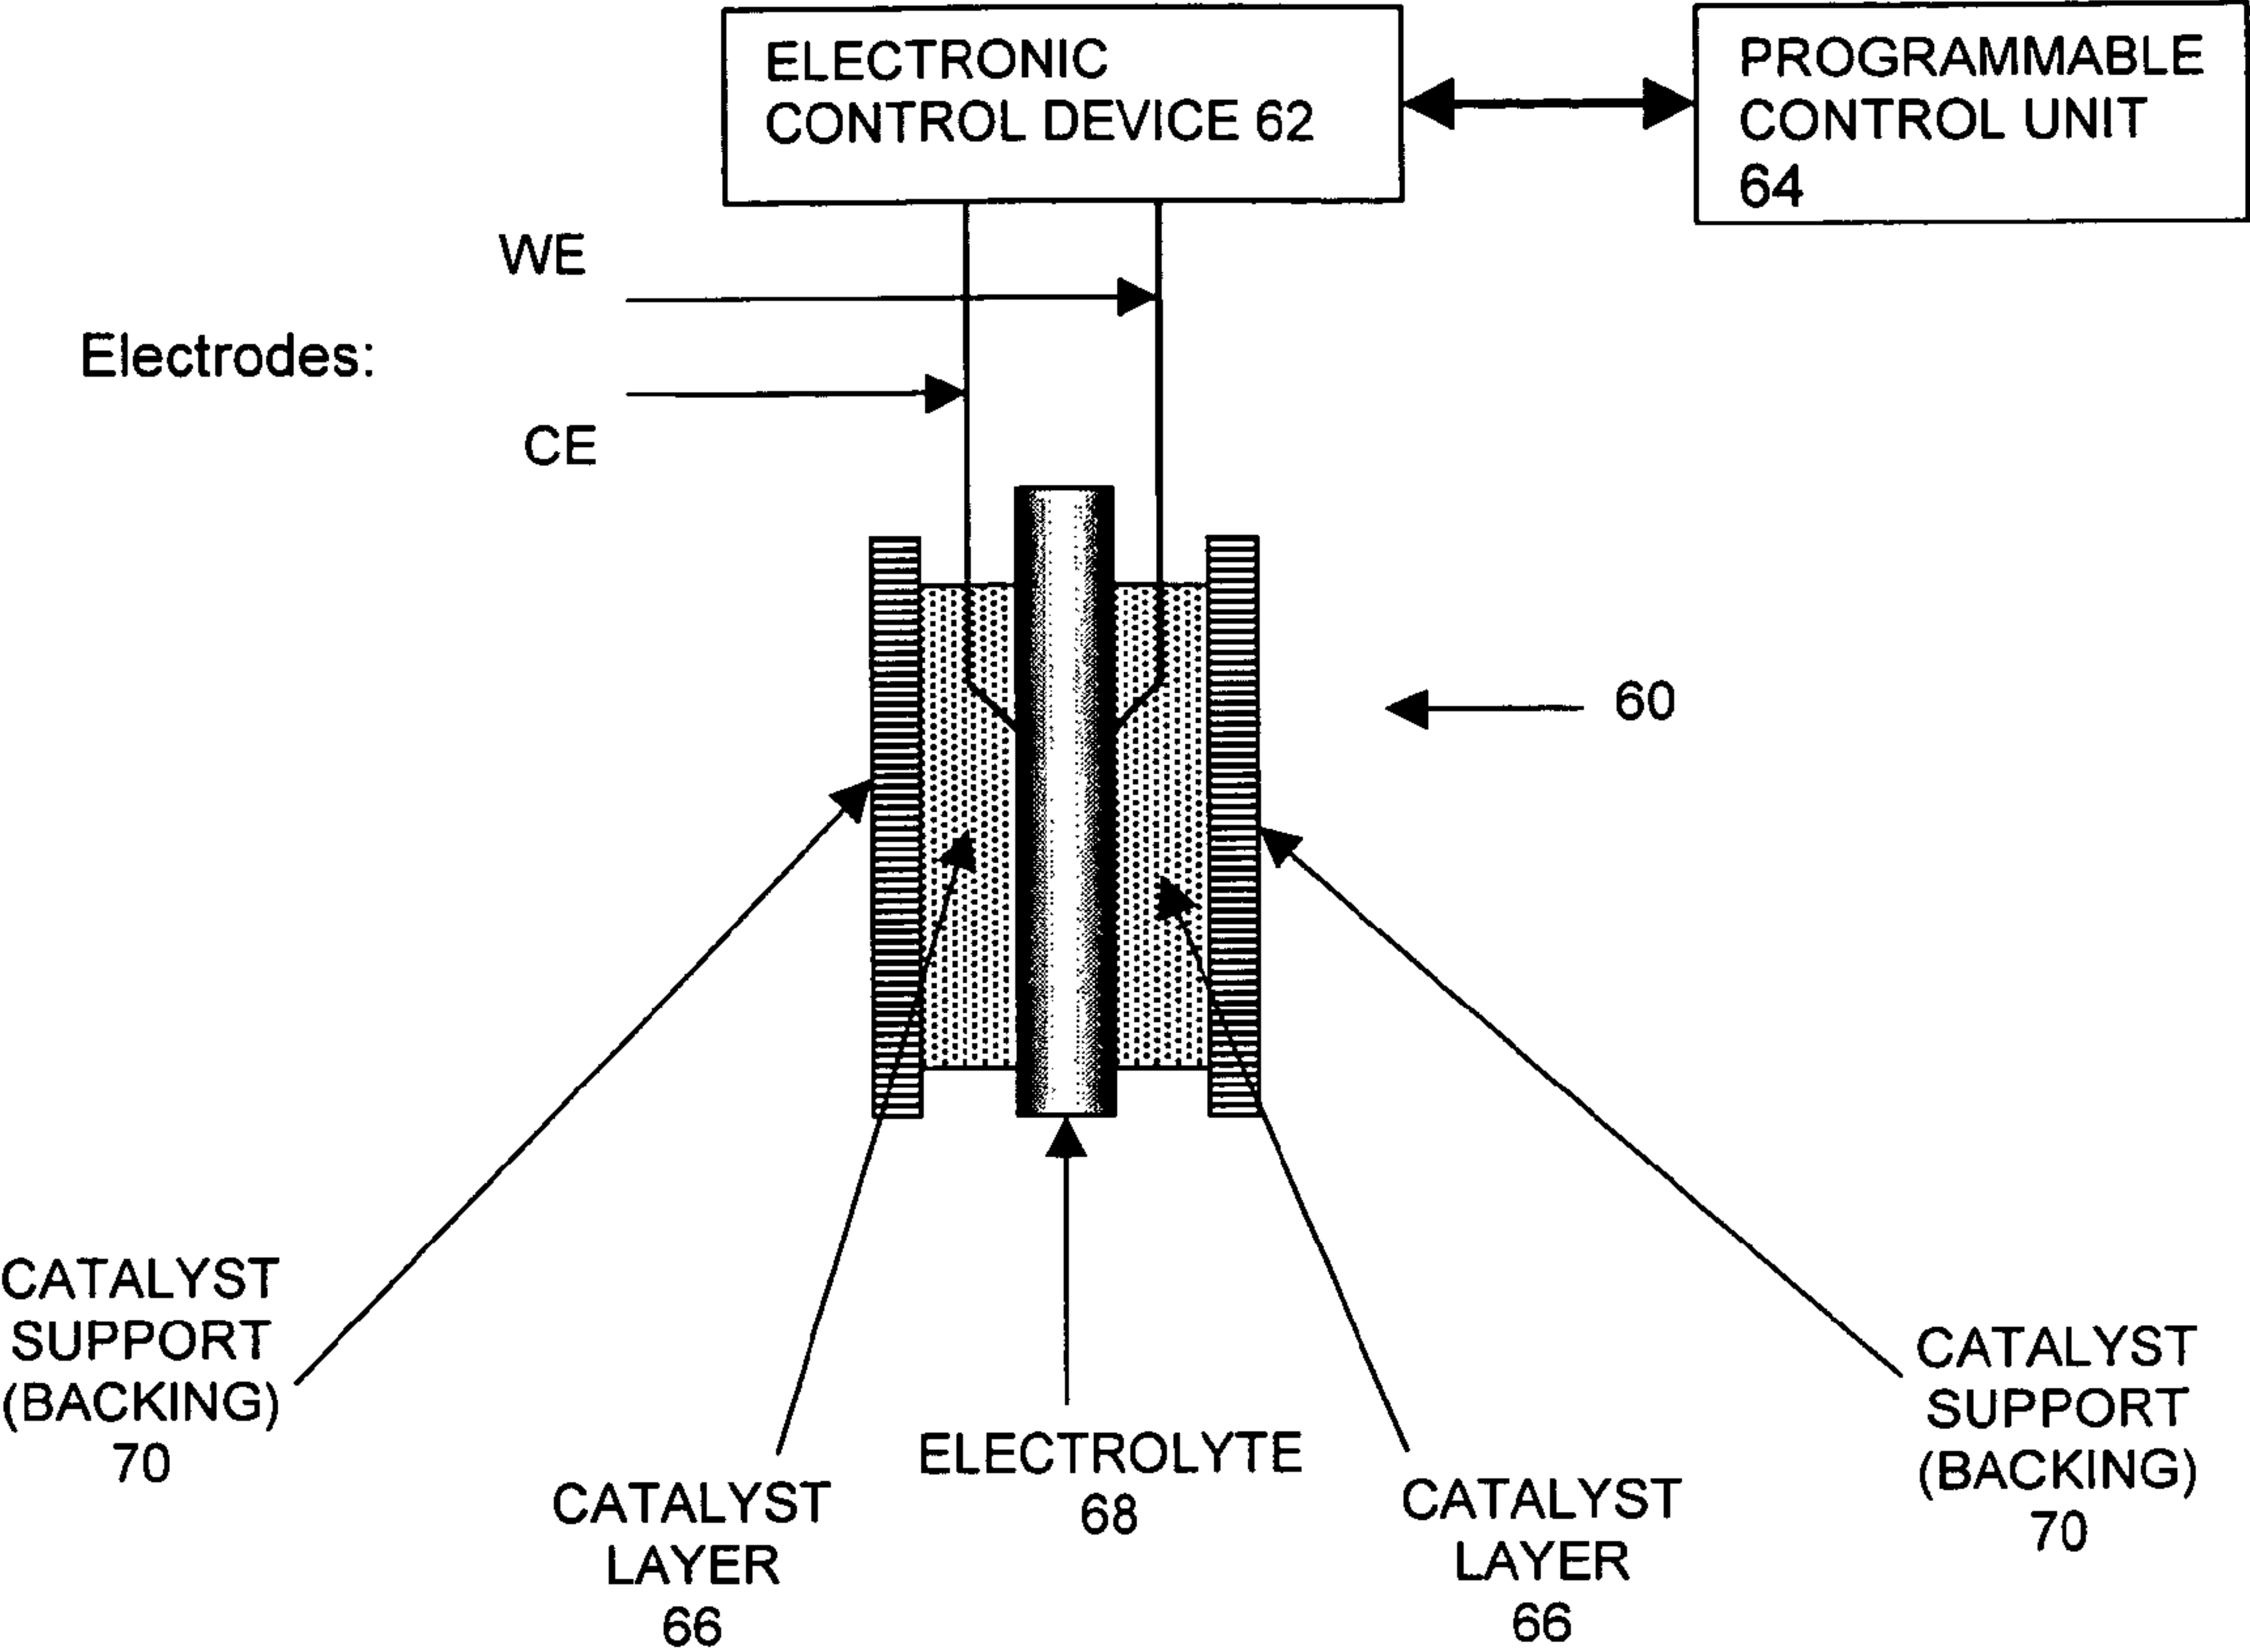 ELECTRONIC
CONTROL DEVICE 62
PROGRAMMABLE
CONTROL UNIT
64
WE
Electrodes:
CE
60
CATALYST
SUPPORT
(BACKING)
70
CATALYST
LAYER
66
ELECTROLYTE
68
CATALYST
LAYER
66
CATALYST
SUPPORT
(BACKING)
70